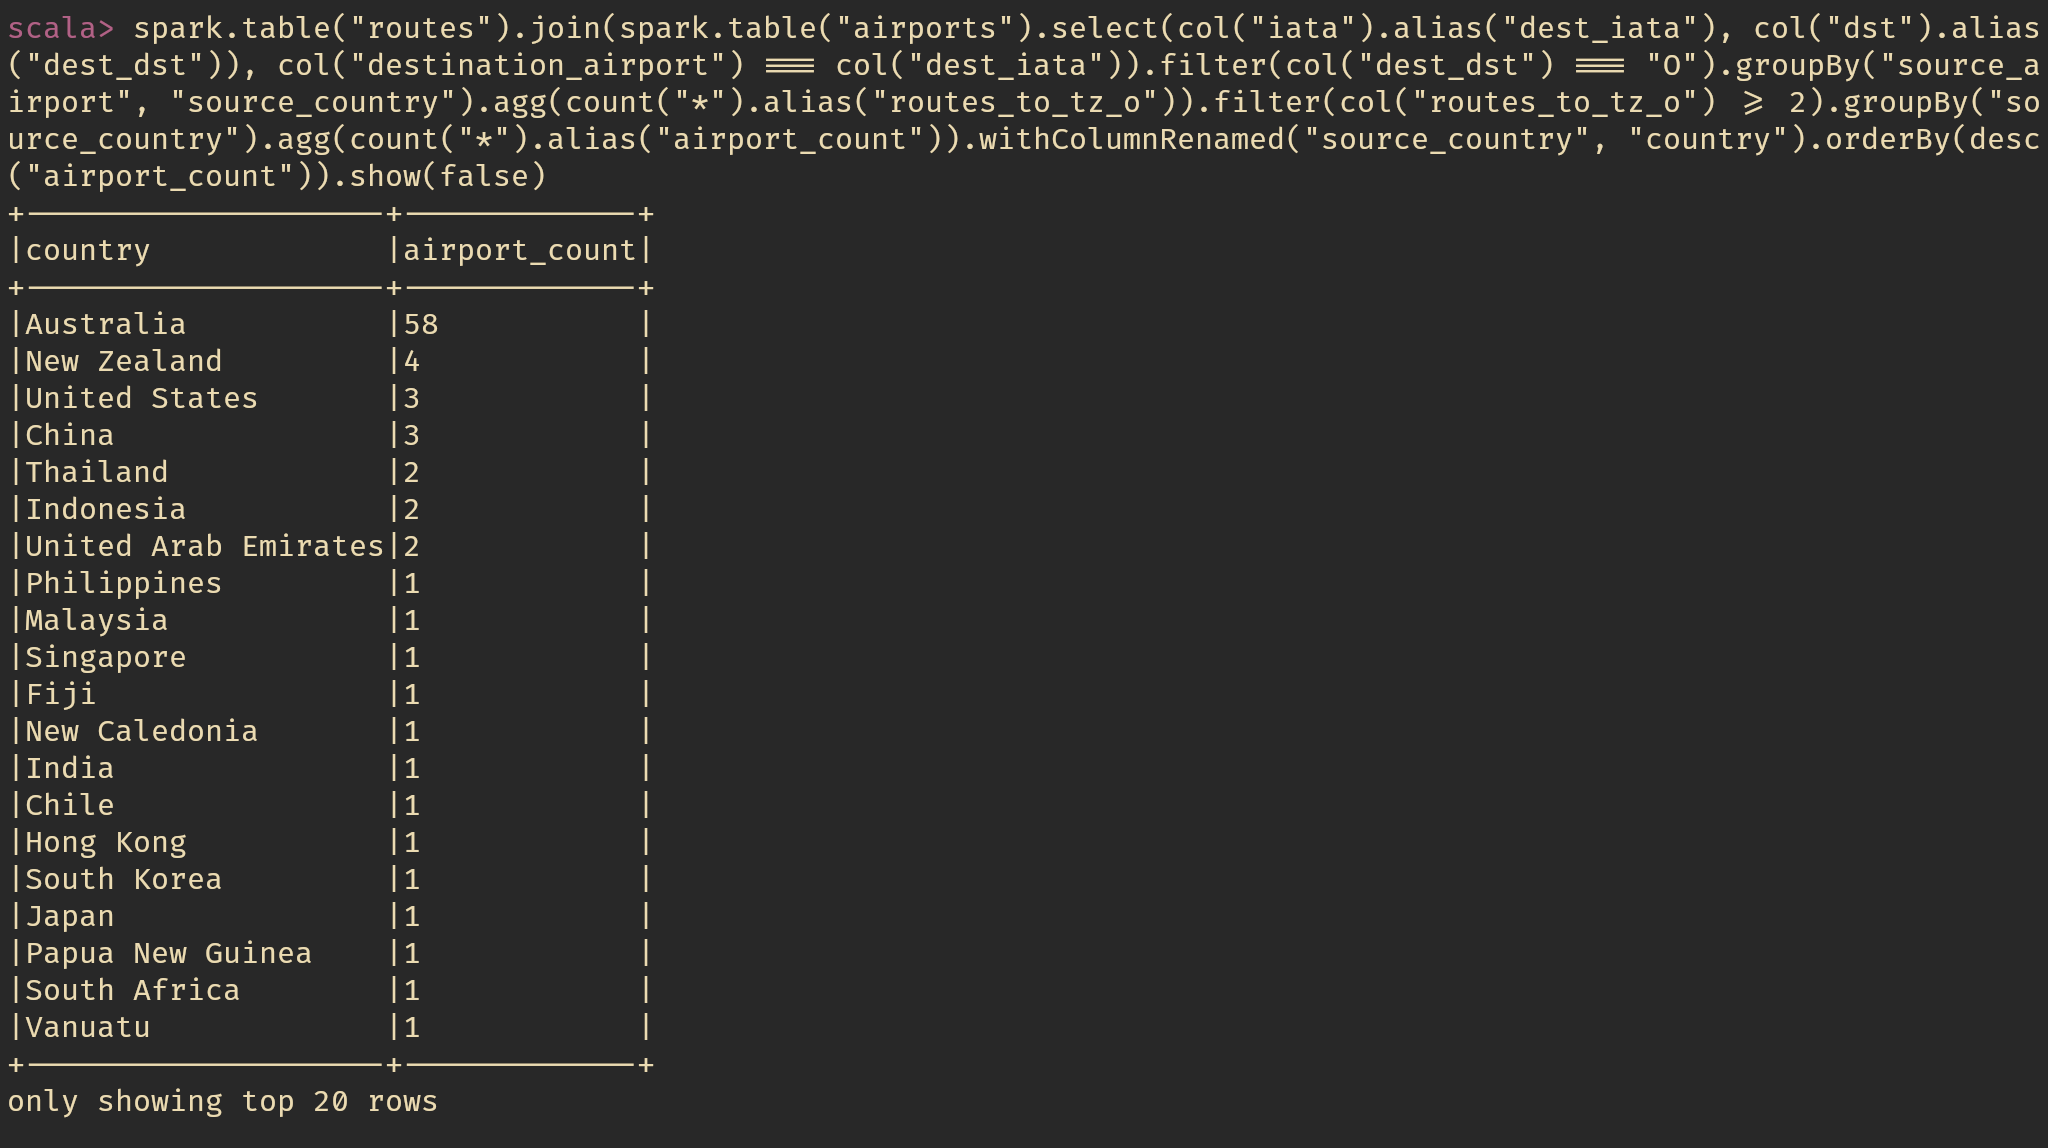 scala> spark.table("routes").join(spark.table("airports").select(col("iata").alias("dest_iata"), col("dst").alias
("dest_dst")), col("destination_airport") === col("dest_iata")).filter(col("dest_dst") === "O").groupBy("source_a
irport", "source_country").agg(count("*").alias("routes_to_tz_o")).filter(col("routes_to_tz_o") >= 2).groupBy("so
urce_country").agg(count("*").alias("airport_count")).withColumnRenamed("source_country", "country").orderBy(desc
("airport_count")).show(false)
+--------------------+-------------+
|country             |airport_count|
+--------------------+-------------+
|Australia           |58           |
|New Zealand         |4            |
|United States       |3            |
|China               |3            |
|Thailand            |2            |
|Indonesia           |2            |
|United Arab Emirates|2            |
|Philippines         |1            |
|Malaysia            |1            |
|Singapore           |1            |
|Fiji                |1            |
|New Caledonia       |1            |
|India               |1            |
|Chile               |1            |
|Hong Kong           |1            |
|South Korea         |1            |
|Japan               |1            |
|Papua New Guinea    |1            |
|South Africa        |1            |
|Vanuatu             |1            |
+--------------------+-------------+
only showing top 20 rows